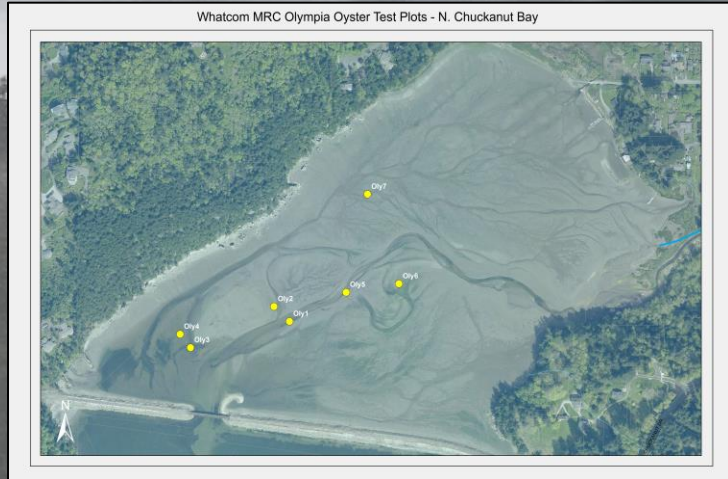 Whatcom MRC Olympia Oyster Test Plots - N. Chuckanut Bay
Oly7
Oly6
Oly5
Oly2
Oly1
Oly4
Oly3
N